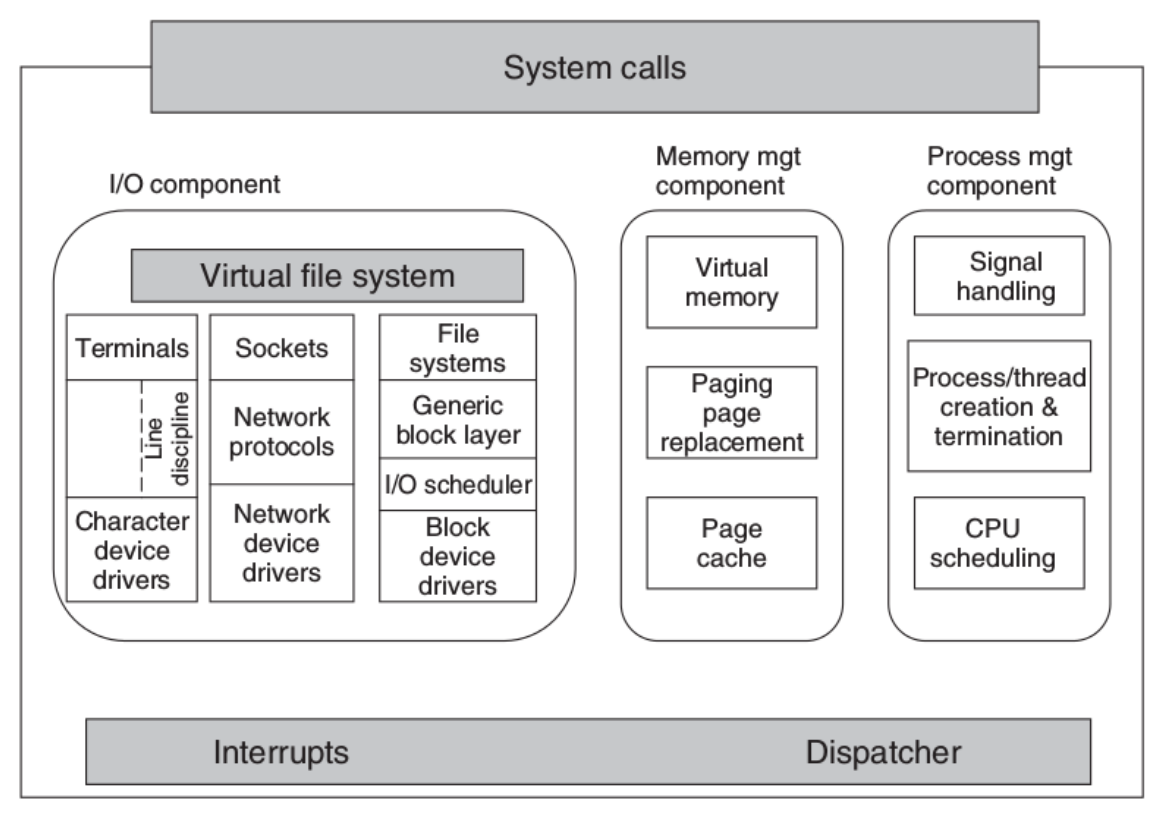 System calls
I/O component
Memory mgt
component
Process mgt
component
Virtual file system
Terminals
Line
discipline
Character
device
drivers
Sockets
Network
protocols
Network
device
drivers
File
systems
Generic
block layer
I/O scheduler
Block
device
drivers
Virtual
memory
Paging
page
replacement
Page
cache
Signal
handling
Process/thread
creation &
termination
CPU
scheduling
Interrupts
Dispatcher